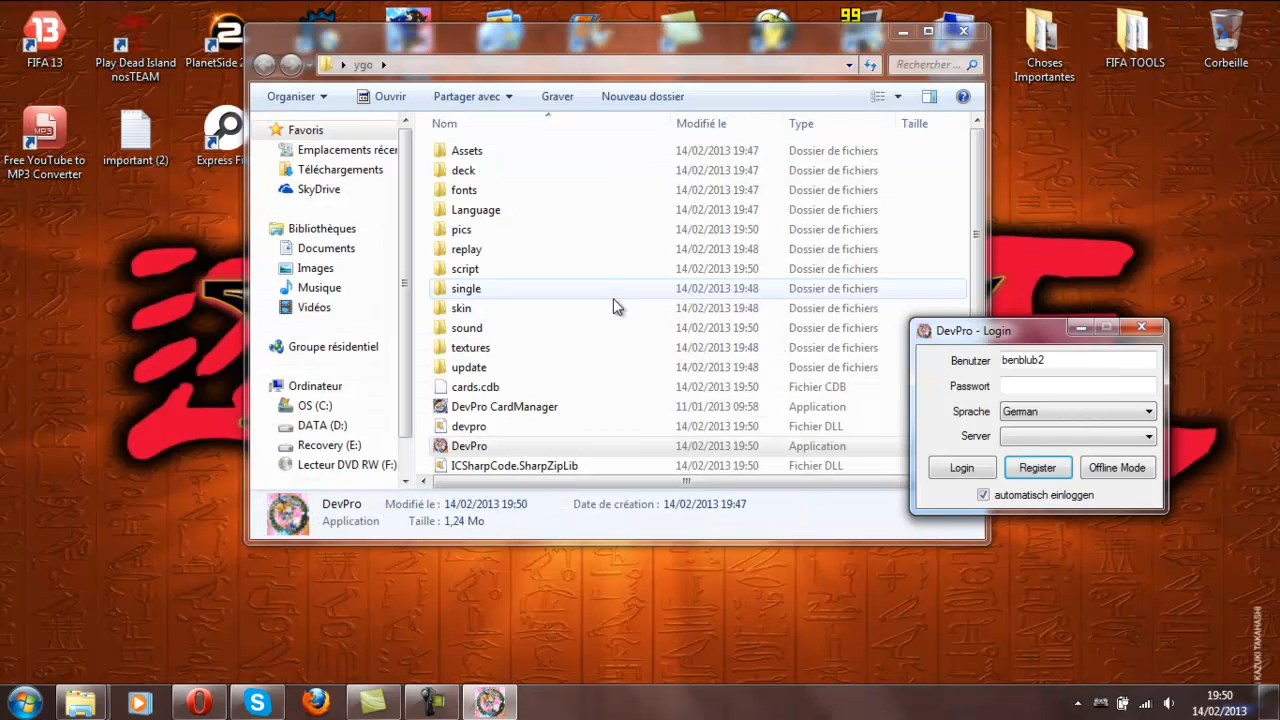 FIFA 13
Play Dead Island
nosTEAM
PlanetSide 2
99
Choses
Importantes
FIFA TOOLS
Corbeille
MP3
Free YouTube to
MP3 Converter
important (2)
ygo
Rechercher ...
Organiser
Ouvrir
Partager avec
Graver
Nouveau dossier
Nom
Modifié le
Type
Taille
Favoris
Emplacements récer
Téléchargements
SkyDrive
Bibliothèques
Documents
Images
Musique
Vidéos
Groupe résidentiel
Ordinateur
OS (C:)
DATA (D:)
Recovery (E:)
Lecteur DVD RW (F:)
Assets 14/02/2013 19:47 Dossier de fichiers
deck 14/02/2013 19:47 Dossier de fichiers
fonts 14/02/2013 19:47 Dossier de fichiers
Language 14/02/2013 19:47 Dossier de fichiers
pics 14/02/2013 19:50 Dossier de fichiers
replay 14/02/2013 19:48 Dossier de fichiers
script 14/02/2013 19:50 Dossier de fichiers
single 14/02/2013 19:48 Dossier de fichiers
skin 14/02/2013 19:48 Dossier de fichiers
sound 14/02/2013 19:50 Dossier de fichiers
textures 14/02/2013 19:48 Dossier de fichiers
update 14/02/2013 19:48 Dossier de fichiers
cards.cdb 14/02/2013 19:50 Fichier CDB
DevPro CardManager 11/01/2013 09:58 Application
devpro 14/02/2013 19:50 Fichier DLL
DevPro 14/02/2013 19:50 Application
ICSharpCode.SharpZipLib 14/02/2013 19:50 Fichier DLL
DevPro Modifié le : 14/02/2013 19:50 Date de création : 14/02/2013 19:47
Application Taille : 1,24 Mo
DevPro - Login
Benutzer benblub2
Passwort
Sprache German
Server
Login Register Offline Mode
automatisch einloggen
KAZUKI TAKAHASHI
19:50
14/02/2013